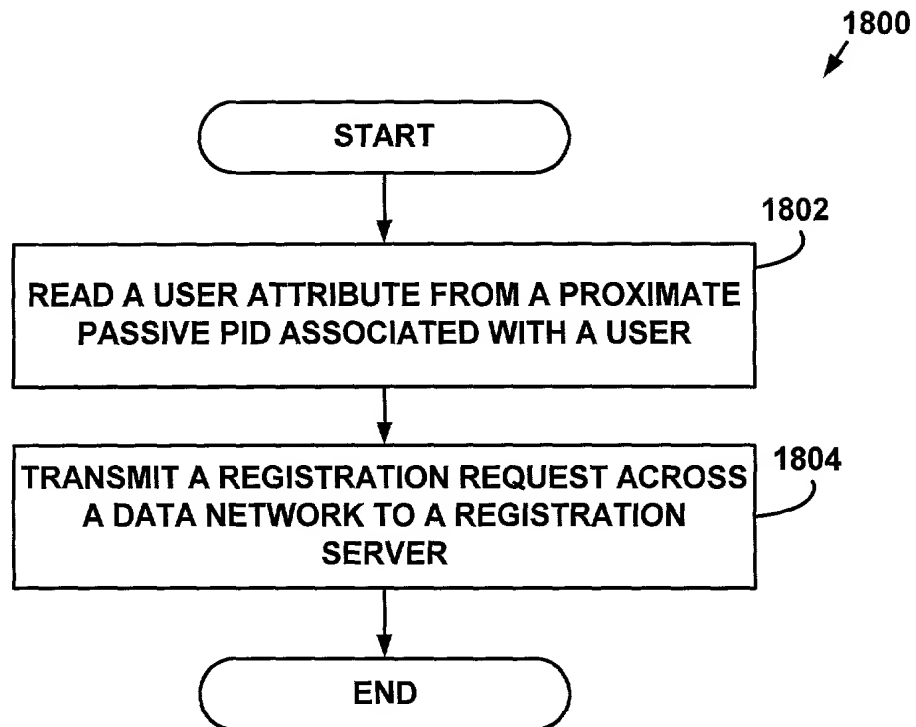 1800
START
1802
READ A USER ATTRIBUTE FROM A PROXIMATE
PASSIVE PID ASSOCIATED WITH A USER
1804
TRANSMIT A REGISTRATION REQUEST ACROSS
A DATA NETWORK TO A REGISTRATION
SERVER
END